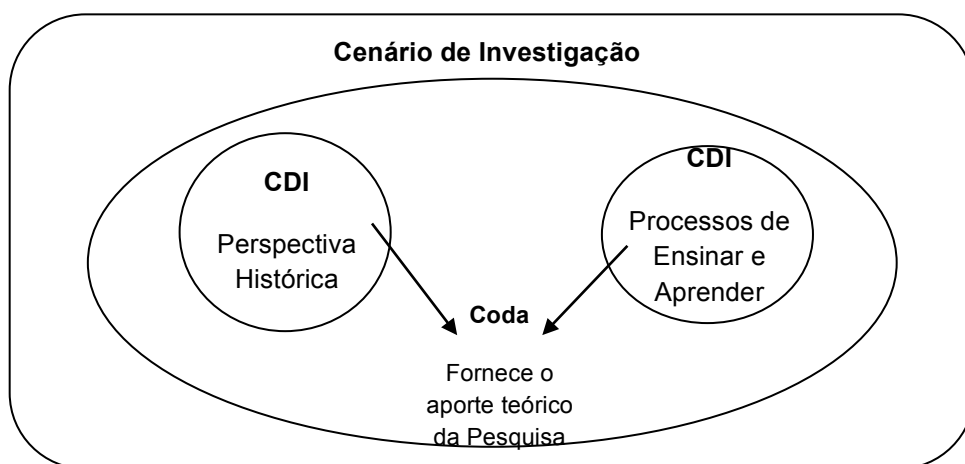 Cenário de Investigação
CDI
Perspectiva
Histórica
CDI
Processos de
Ensinar e
Aprender
Coda
Fornece o
aporte teórico
da Pesquisa